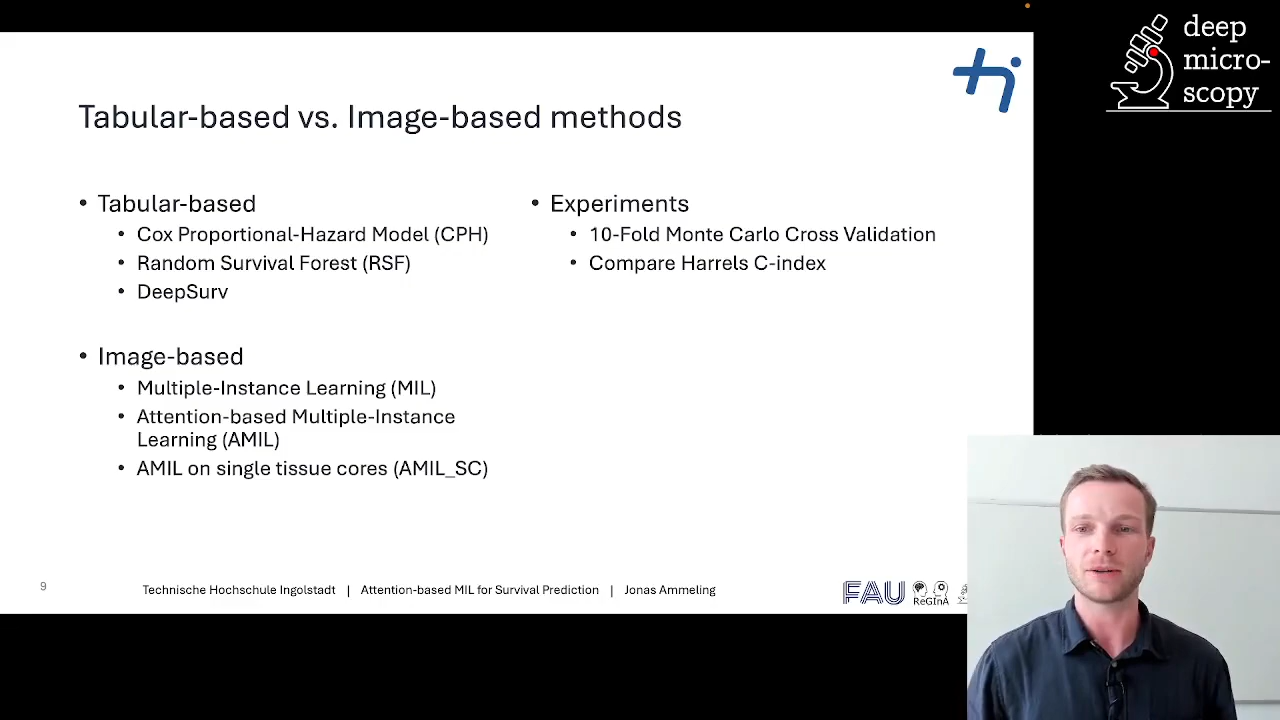 deep
micro-
scopy
Tabular-based vs. Image-based methods
• Tabular-based
• Cox Proportional-Hazard Model (CPH)
• Random Survival Forest (RSF)
• DeepSurv
• Image-based
• Multiple-Instance Learning (MIL)
• Attention-based Multiple-Instance
Learning (AMIL)
• AMIL on single tissue cores (AMIL_SC)
• Experiments
• 10-Fold Monte Carlo Cross Validation
• Compare Harrels C-index
9
Technische Hochschule Ingolstadt | Attention-based MIL for Survival Prediction | Jonas Ammeling
FAU
ReGInA